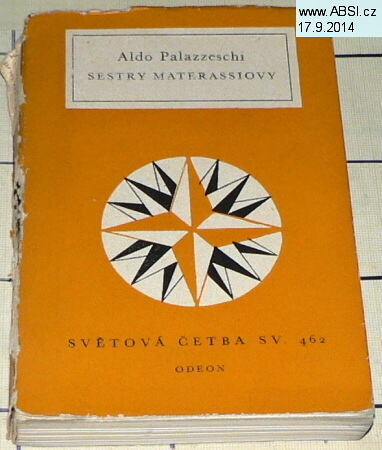 www.ABSI.cz
17.9.2014
Aldo Palazzeschi
SESTRY MATERASSIOVY
SVĚTOVÁ ČETBA SV. 462
ODEON